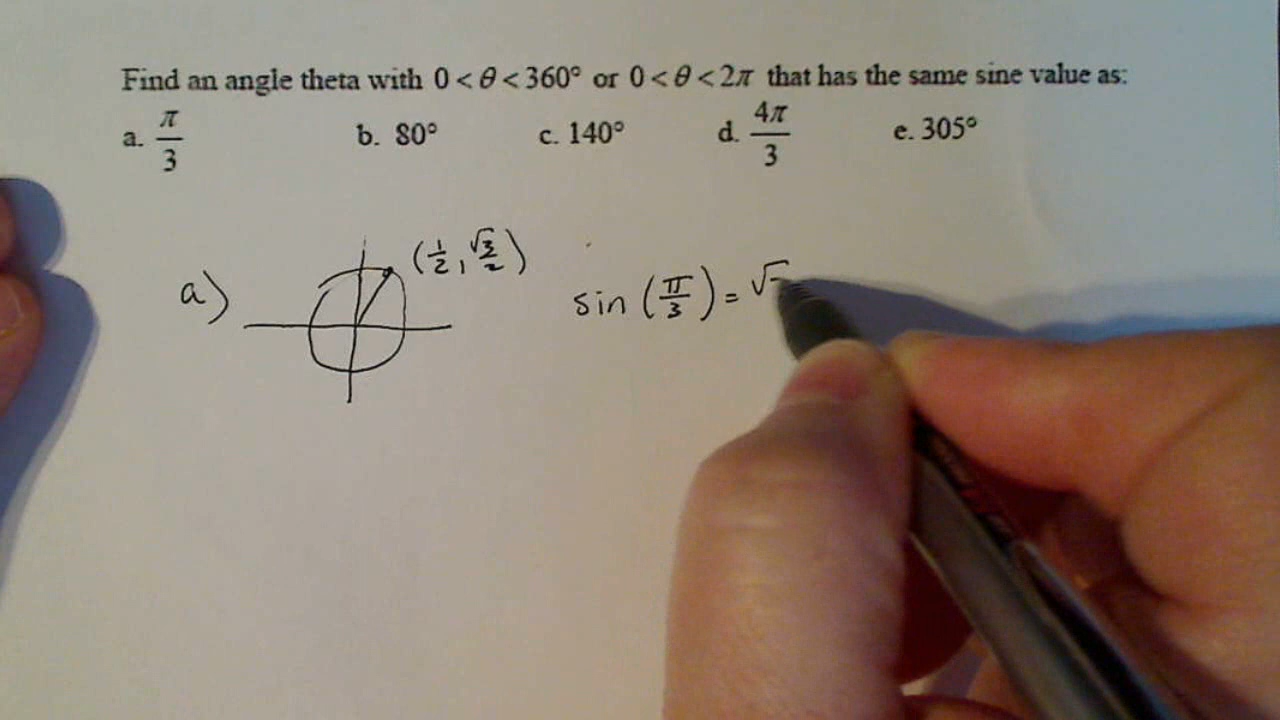 Find an angle theta with 0 < θ < 360° or 0 < θ < 2π that has the same sine value as:
a. π/3 b. 80° c. 140° d. 4π/3 e. 305°
a) (1/2, √3/2) sin (π/3) = √